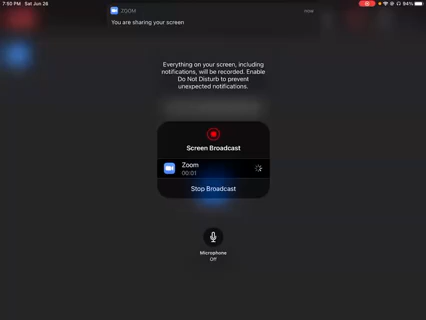 7:50 PM Sat Jun 26
94%
ZOOM
now
You are sharing your screen
Everything on your screen, including
notifications, will be recorded. Enable
Do Not Disturb to prevent
unexpected notifications.
Screen Broadcast
Zoom
00:01
Stop Broadcast
Microphone
Off